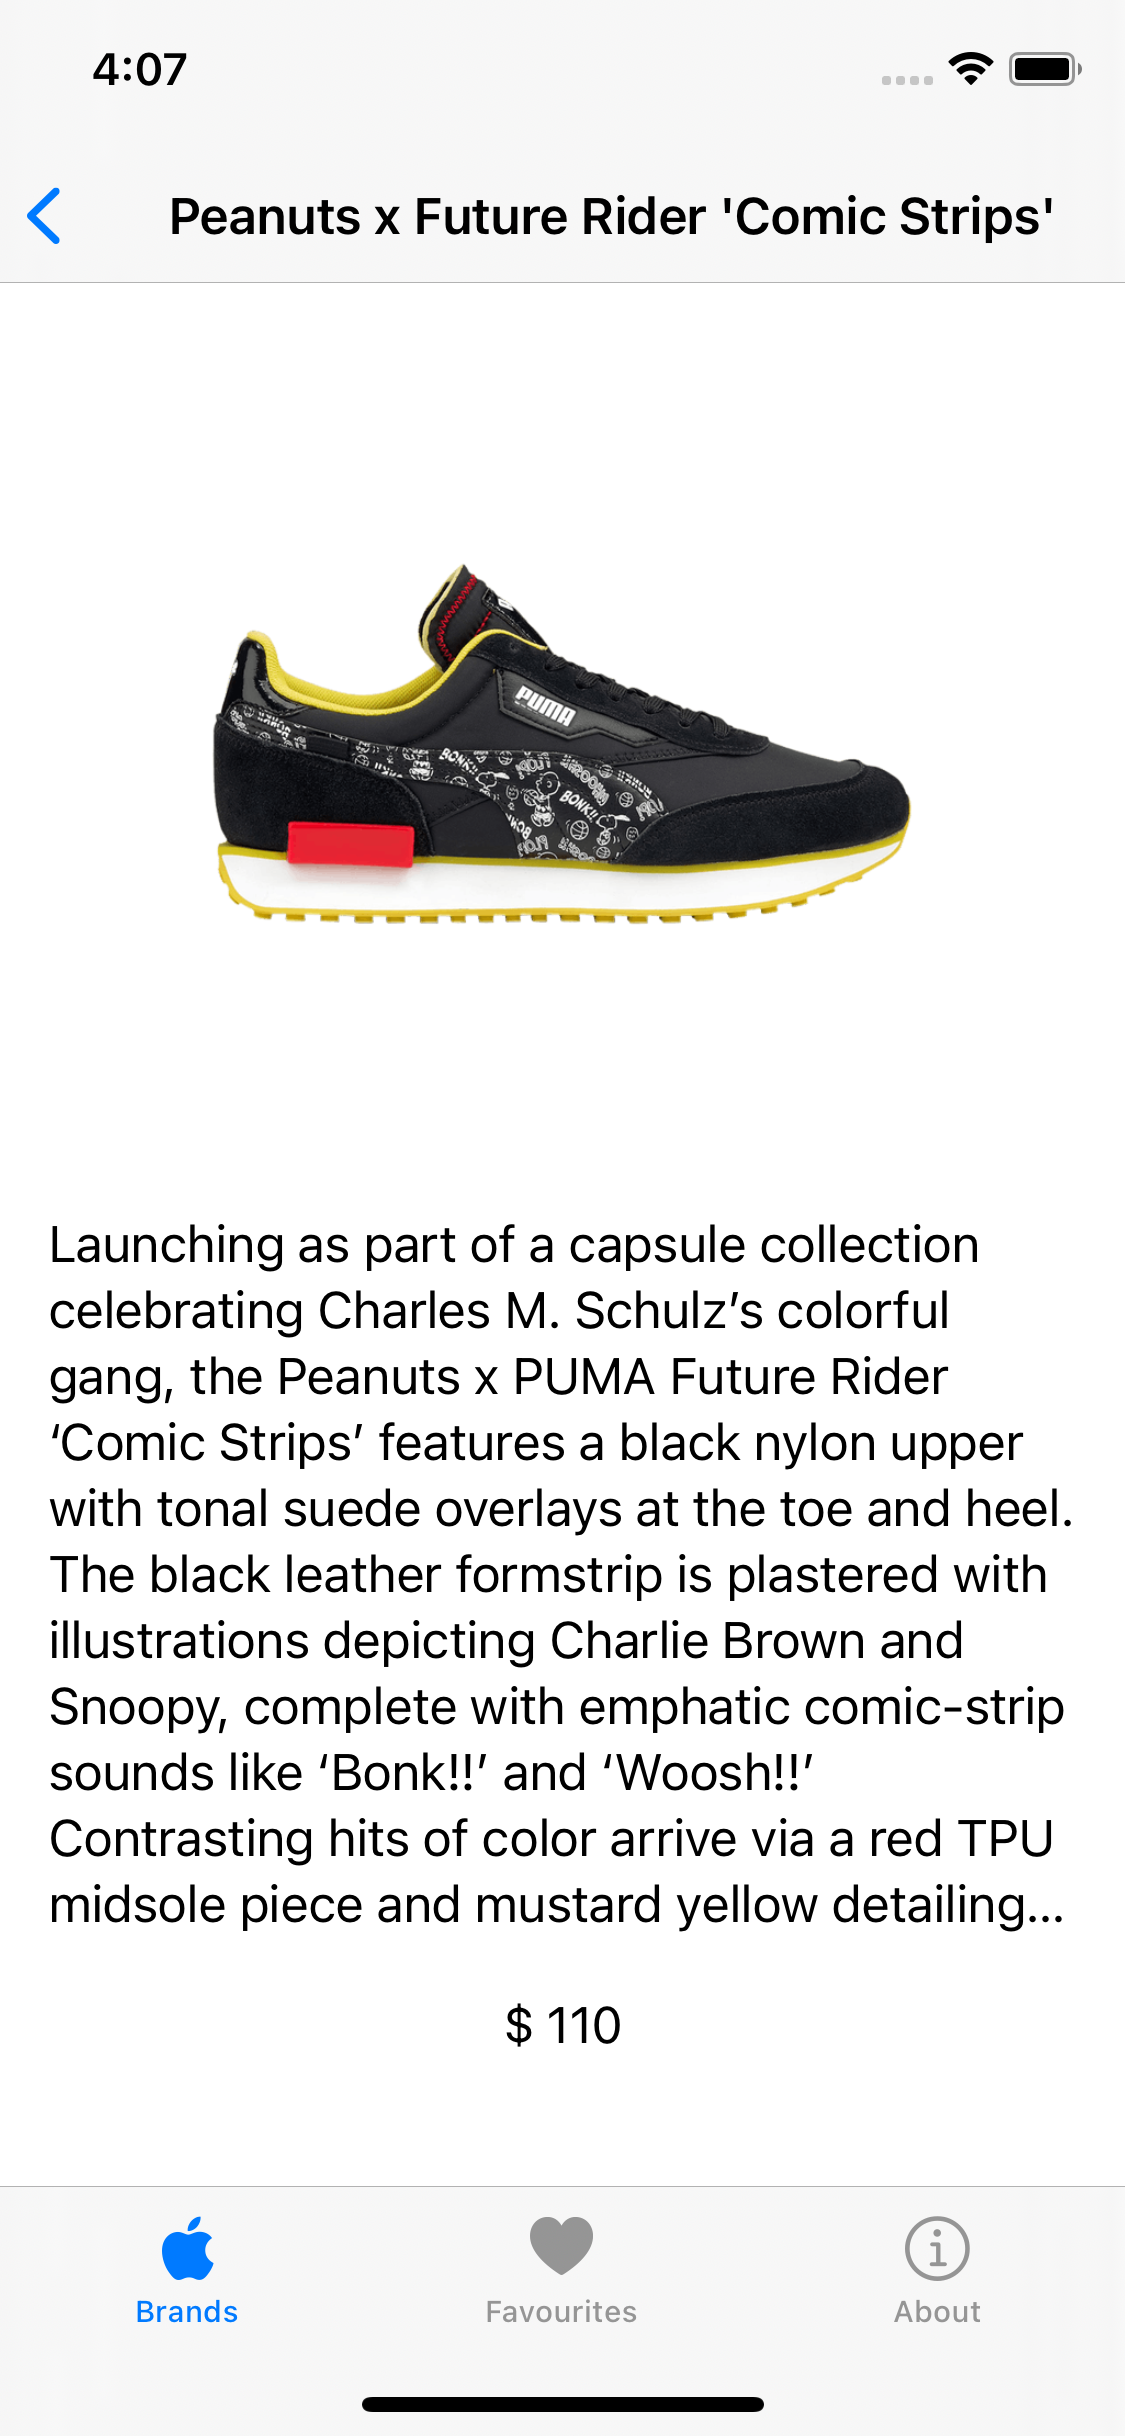 4:07
Peanuts x Future Rider 'Comic Strips'
PUMA
BONK!!
BONK!!
Launching as part of a capsule collection
celebrating Charles M. Schulz’s colorful
gang, the Peanuts x PUMA Future Rider
‘Comic Strips’ features a black nylon upper
with tonal suede overlays at the toe and heel.
The black leather formstrip is plastered with
illustrations depicting Charlie Brown and
Snoopy, complete with emphatic comic-strip
sounds like ‘Bonk!!’ and ‘Woosh!!’
Contrasting hits of color arrive via a red TPU
midsole piece and mustard yellow detailing...
$ 110
Brands
Favourites
About